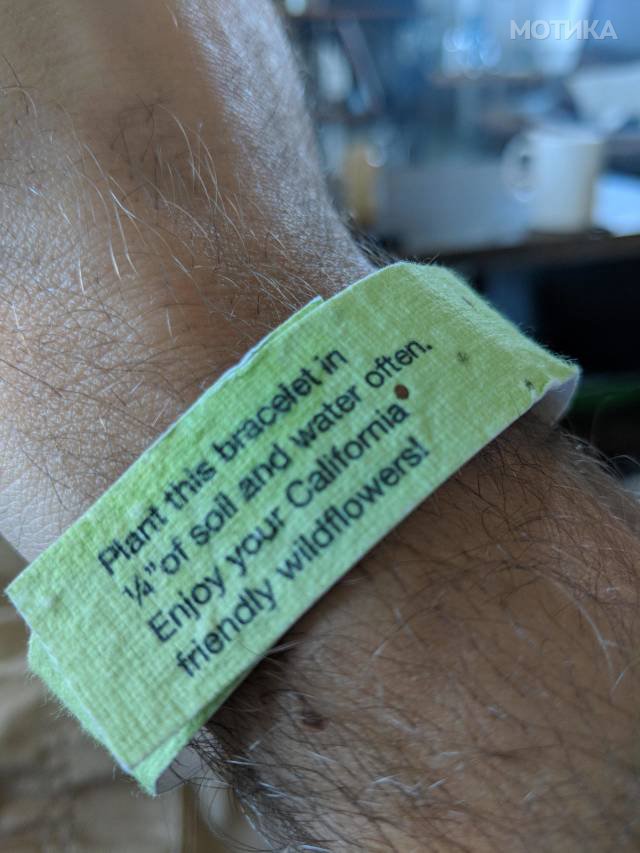 МОТИКА
Plant this bracelet in
¼" of soil and water often.
Enjoy your California
friendly wildflowers!